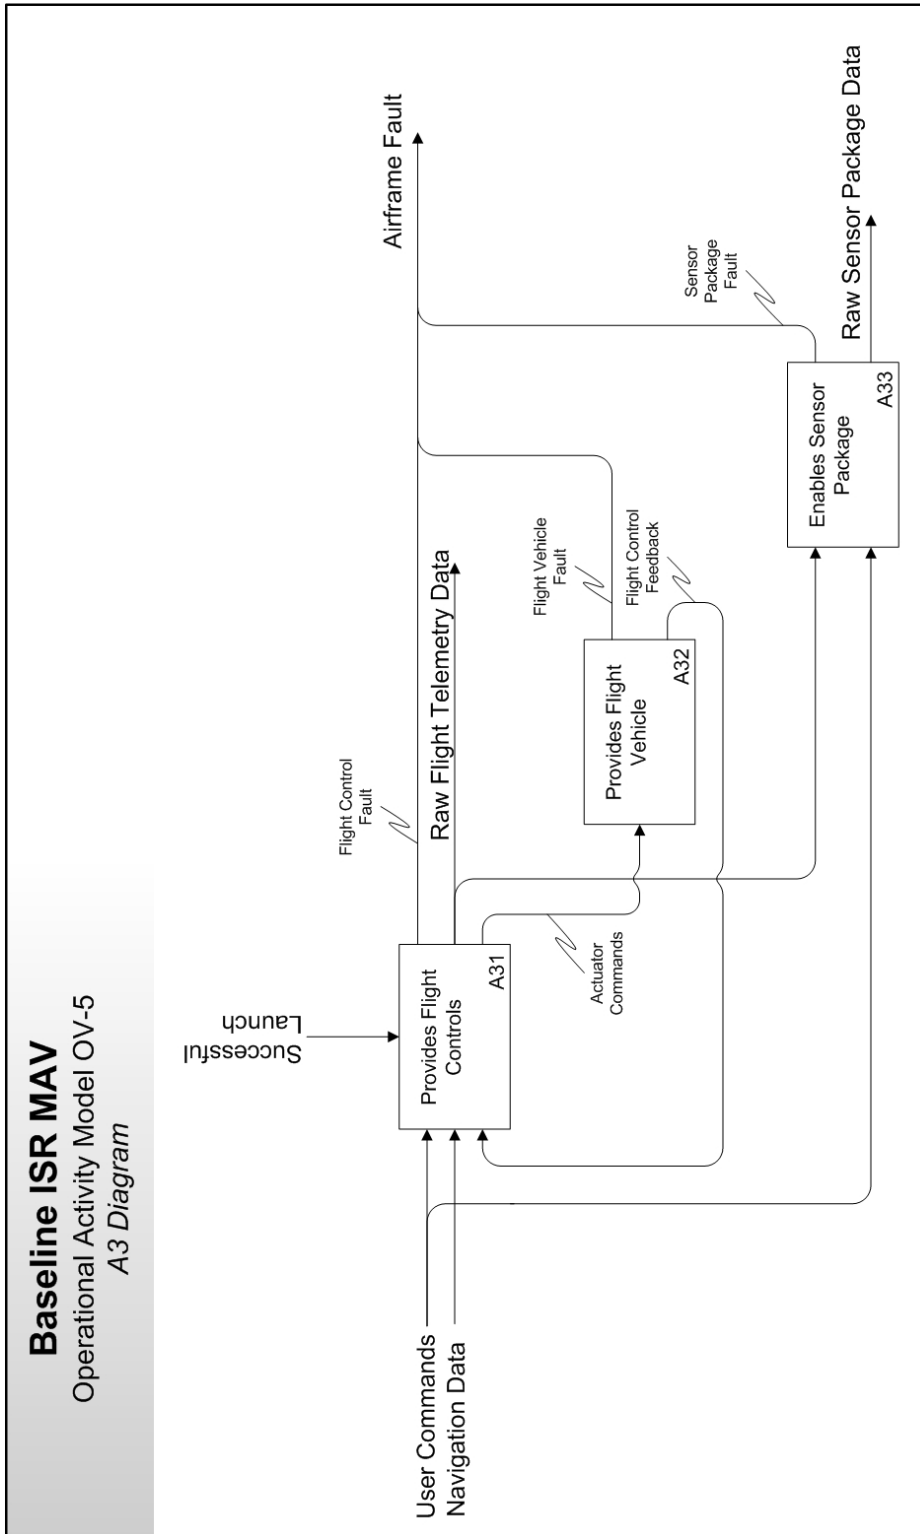 Baseline ISR MAV
Operational Activity Model OV-5
A3 Diagram
Successful
Launch
User Commands
Navigation Data
Provides Flight
Controls
A31
Flight Control
Fault
Airframe Fault
Raw Flight Telemetry Data
Actuator
Commands
Provides Flight
Vehicle
A32
Flight Vehicle
Fault
Flight Control
Feedback
Sensor
Package
Fault
Enables Sensor
Package
A33
Raw Sensor Package Data